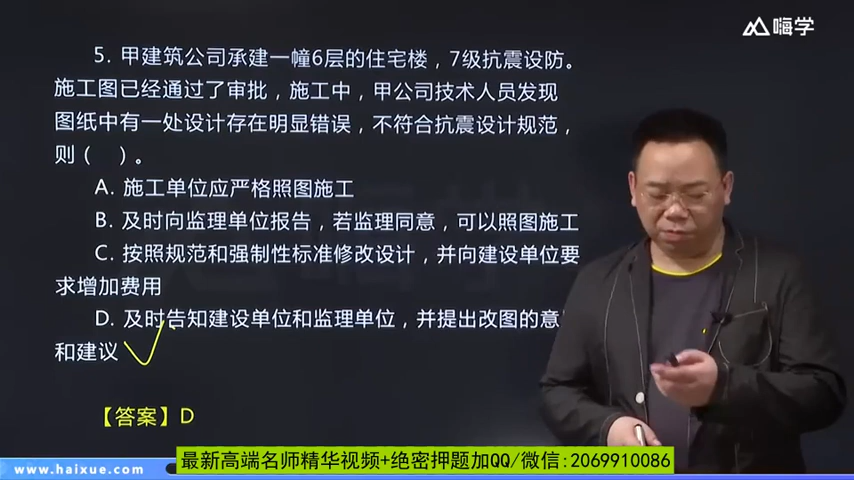 嗨学
5. 甲建筑公司承建一幢6层的住宅楼，7级抗震设防。
施工图已经通过了审批，施工中，甲公司技术人员发现
图纸中有一处设计存在明显错误，不符合抗震设计规范，
则（ ）。
A. 施工单位应严格照图施工
B. 及时向监理单位报告，若监理同意，可以照图施工
C. 按照规范和强制性标准修改设计，并向建设单位要
求增加费用
D. 及时告知建设单位和监理单位，并提出改图的意
和建议
【答案】D
最新高端名师精华视频+绝密押题加QQ/微信:2069910086
www.haixue.com